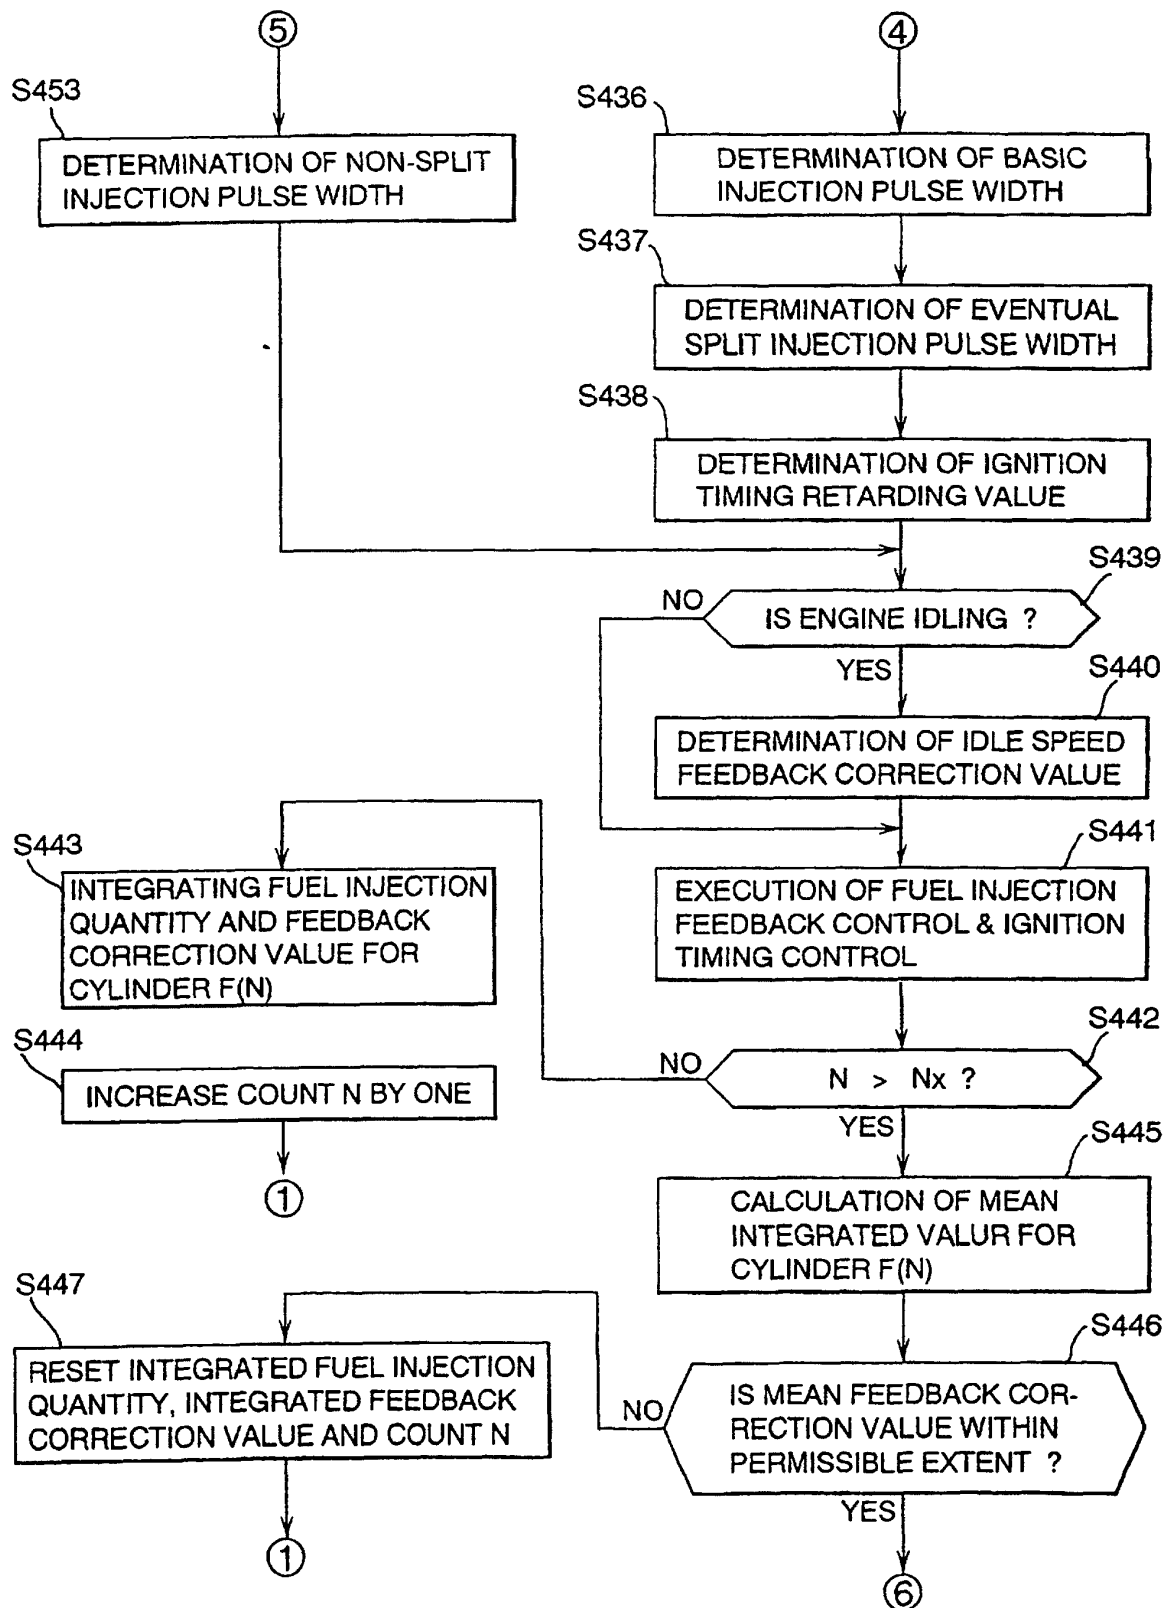 5
4
S453
DETERMINATION OF NON-SPLIT
INJECTION PULSE WIDTH
S436
DETERMINATION OF BASIC
INJECTION PULSE WIDTH
S437
DETERMINATION OF EVENTUAL
SPLIT INJECTION PULSE WIDTH
S438
DETERMINATION OF IGNITION
TIMING RETARDING VALUE
S439
NO
IS ENGINE IDLING ?
YES
S440
DETERMINATION OF IDLE SPEED
FEEDBACK CORRECTION VALUE
S441
EXECUTION OF FUEL INJECTION
FEEDBACK CONTROL & IGNITION
TIMING CONTROL
S442
NO
N > Nx ?
YES
S443
INTEGRATING FUEL INJECTION
QUANTITY AND FEEDBACK
CORRECTION VALUE FOR
CYLINDER F(N)
S444
INCREASE COUNT N BY ONE
1
S445
CALCULATION OF MEAN
INTEGRATED VALUR FOR
CYLINDER F(N)
S446
NO
IS MEAN FEEDBACK COR-
RECTION VALUE WITHIN
PERMISSIBLE EXTENT ?
YES
S447
RESET INTEGRATED FUEL INJECTION
QUANTITY, INTEGRATED FEEDBACK
CORRECTION VALUE AND COUNT N
1
6